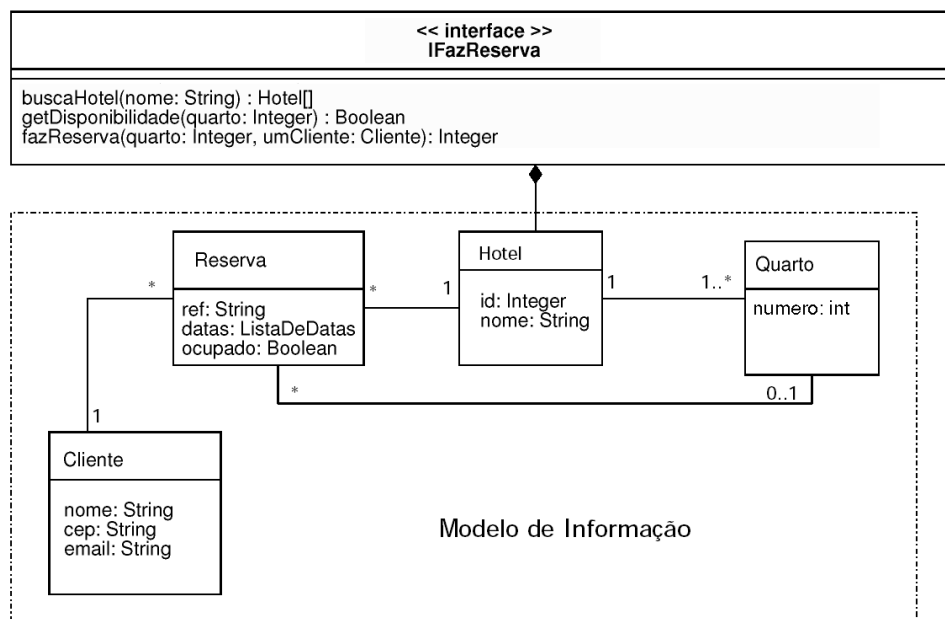 << interface >>
IFazReserva
buscaHotel(nome: String) : Hotel[]
getDisponibilidade(quarto: Integer) : Boolean
fazReserva(quarto: Integer, umCliente: Cliente): Integer
Reserva
ref: String
datas: ListaDeDatas
ocupado: Boolean
*
*
1
Hotel
id: Integer
nome: String
1
1..*
Quarto
numero: int
*
0..1
1
Cliente
nome: String
cep: String
email: String
Modelo de Informação